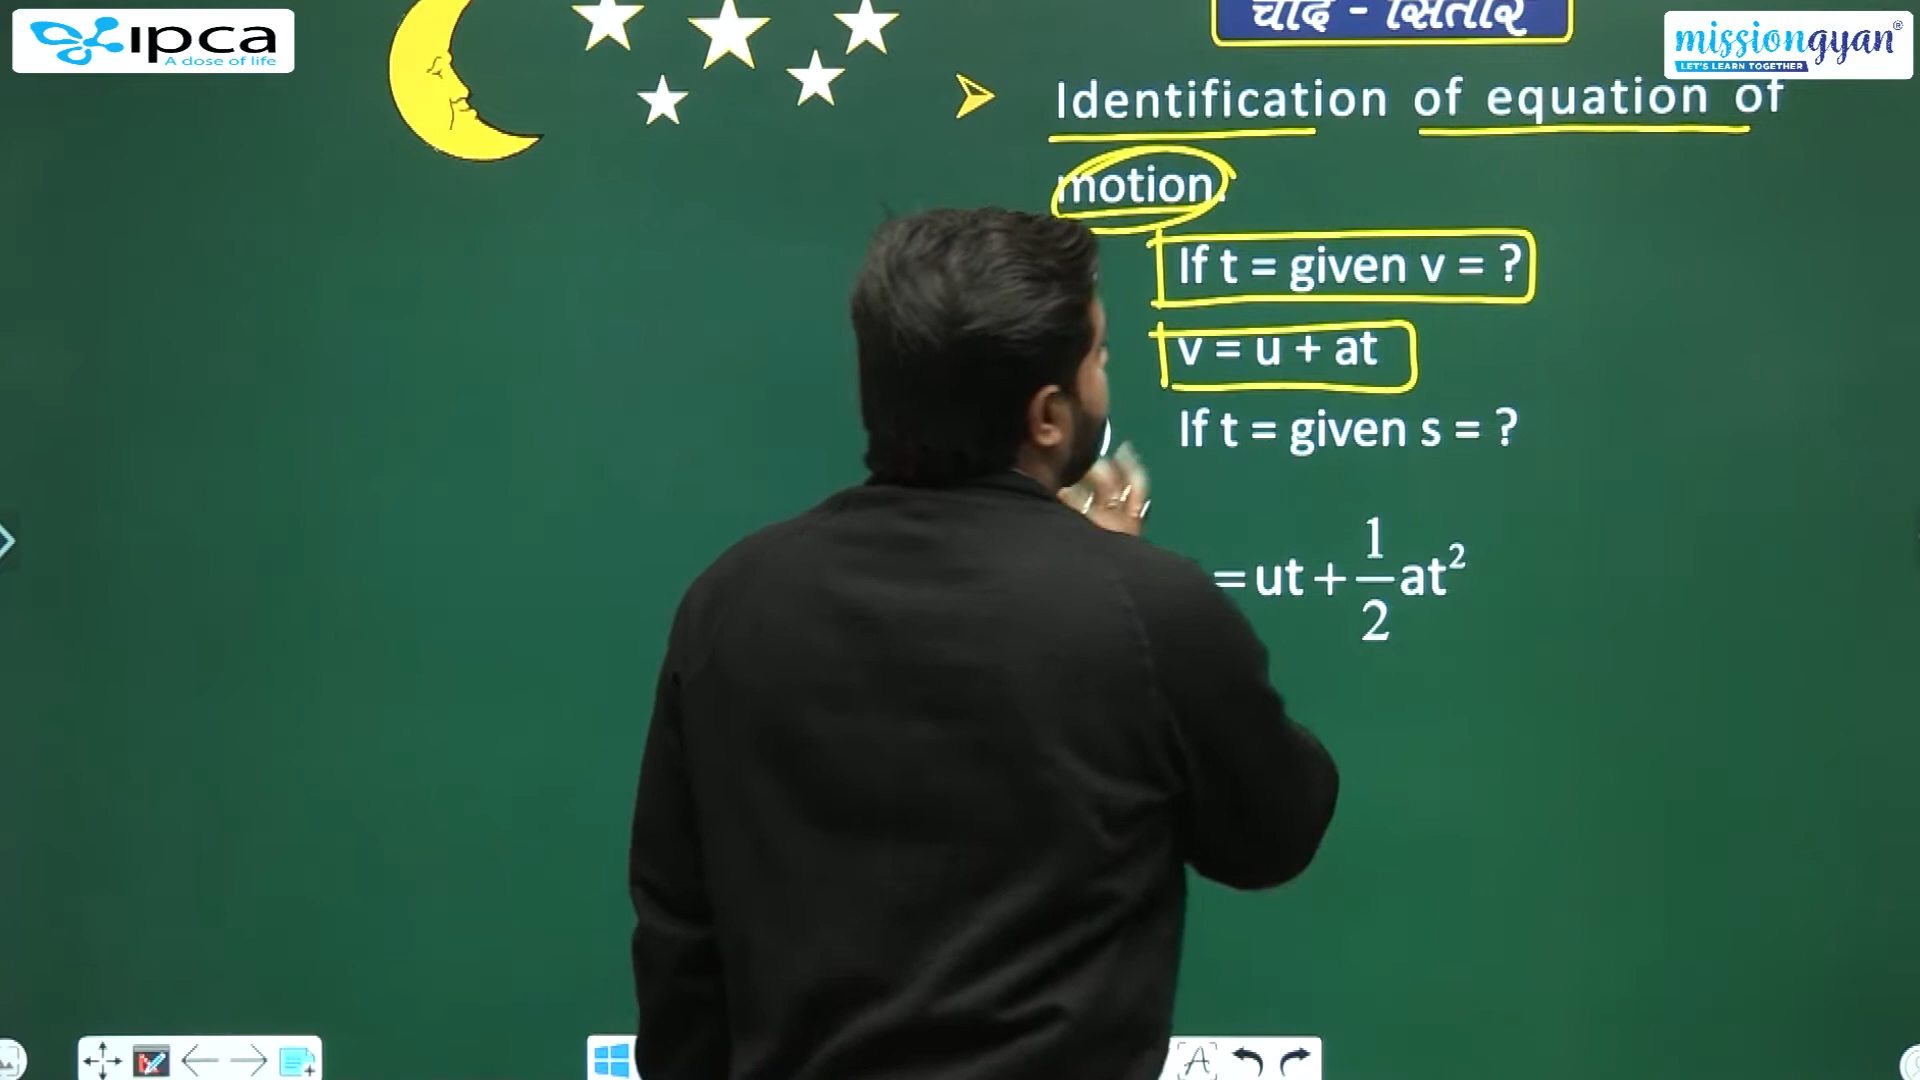 ipca
A dose of life
चाँद - सितारे
missiongyan®
LET'S LEARN TOGETHER
Identification of equation of
motion.
If t = given v = ?
v = u + at
If t = given s = ?
= ut + 1/2 at²